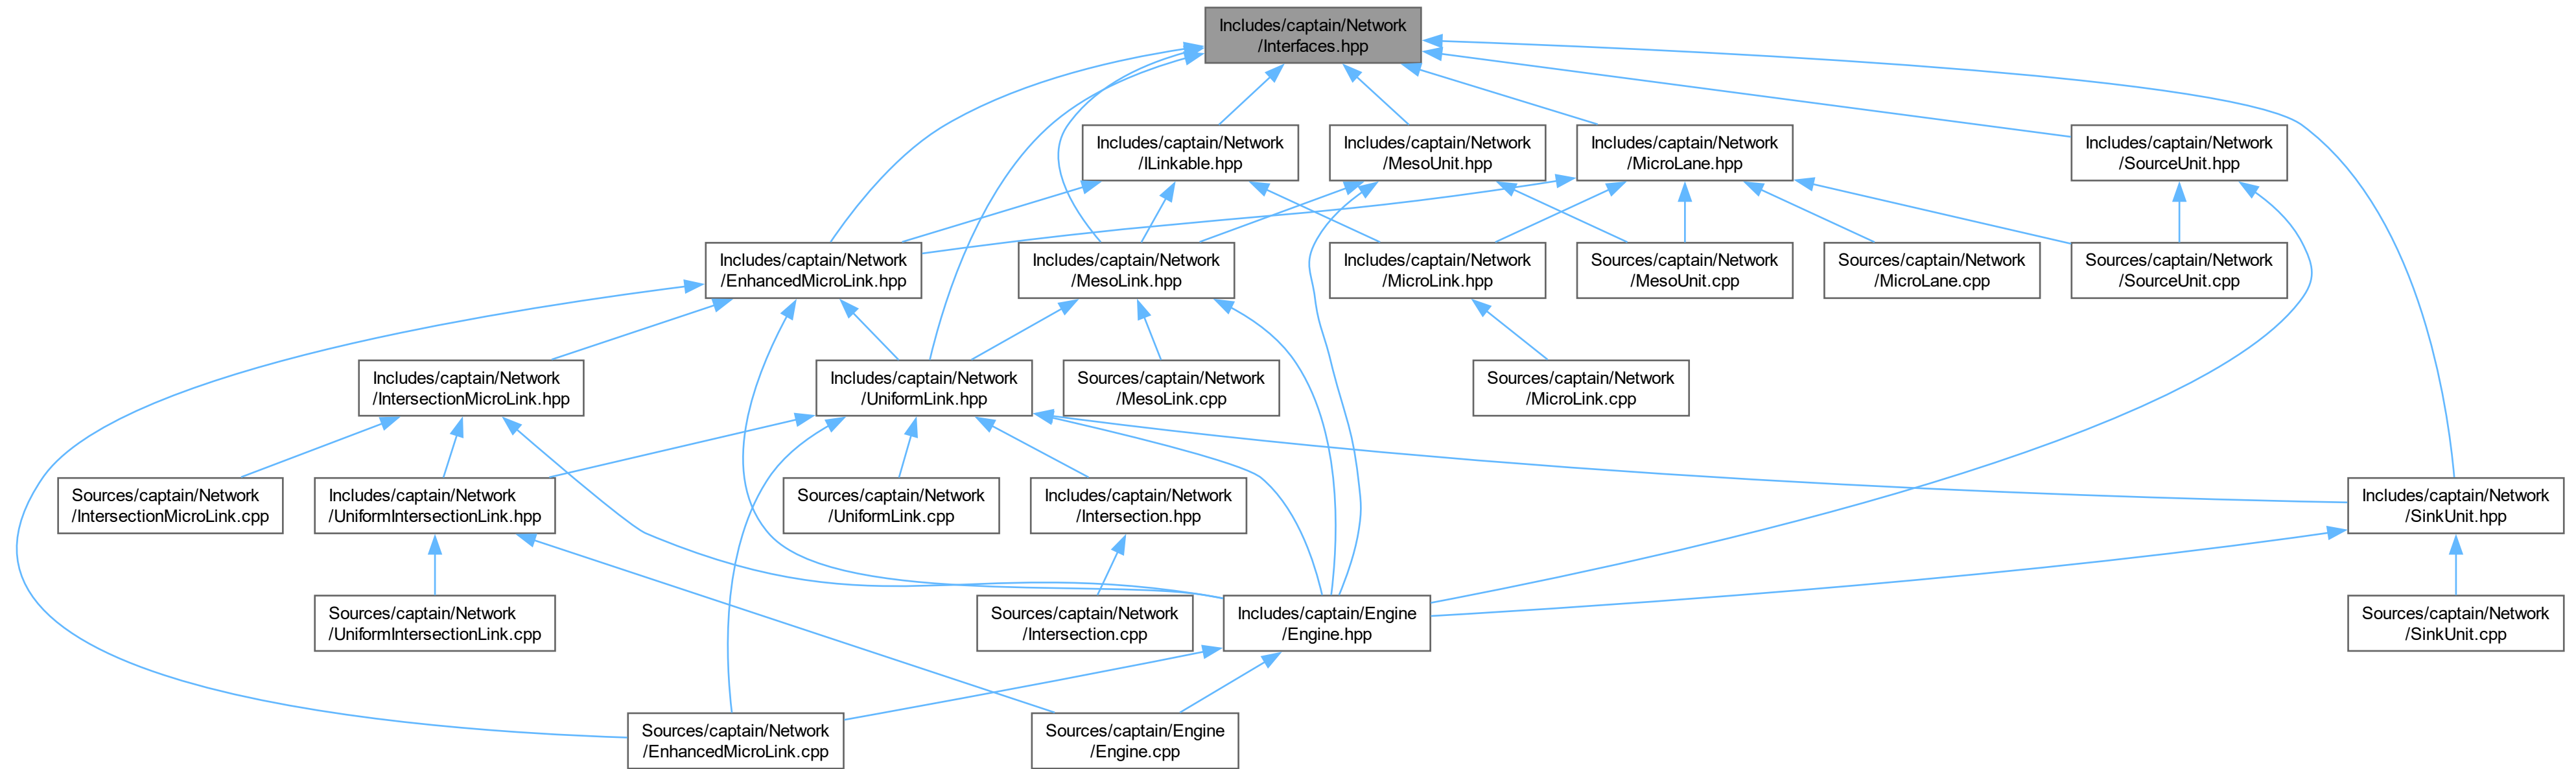 Includes/captain/Network
/Interfaces.hpp
Includes/captain/Network
/ILinkable.hpp
Includes/captain/Network
/MesoUnit.hpp
Includes/captain/Network
/MicroLane.hpp
Includes/captain/Network
/SourceUnit.hpp
Includes/captain/Network
/EnhancedMicroLink.hpp
Includes/captain/Network
/MesoLink.hpp
Includes/captain/Network
/MicroLink.hpp
Sources/captain/Network
/MesoUnit.cpp
Sources/captain/Network
/MicroLane.cpp
Sources/captain/Network
/SourceUnit.cpp
Includes/captain/Network
/IntersectionMicroLink.hpp
Includes/captain/Network
/UniformLink.hpp
Sources/captain/Network
/MesoLink.cpp
Sources/captain/Network
/MicroLink.cpp
Sources/captain/Network
/IntersectionMicroLink.cpp
Includes/captain/Network
/UniformIntersectionLink.hpp
Sources/captain/Network
/UniformLink.cpp
Includes/captain/Network
/Intersection.hpp
Includes/captain/Network
/SinkUnit.hpp
Sources/captain/Network
/UniformIntersectionLink.cpp
Sources/captain/Network
/Intersection.cpp
Includes/captain/Engine
/Engine.hpp
Sources/captain/Network
/SinkUnit.cpp
Sources/captain/Network
/EnhancedMicroLink.cpp
Sources/captain/Engine
/Engine.cpp